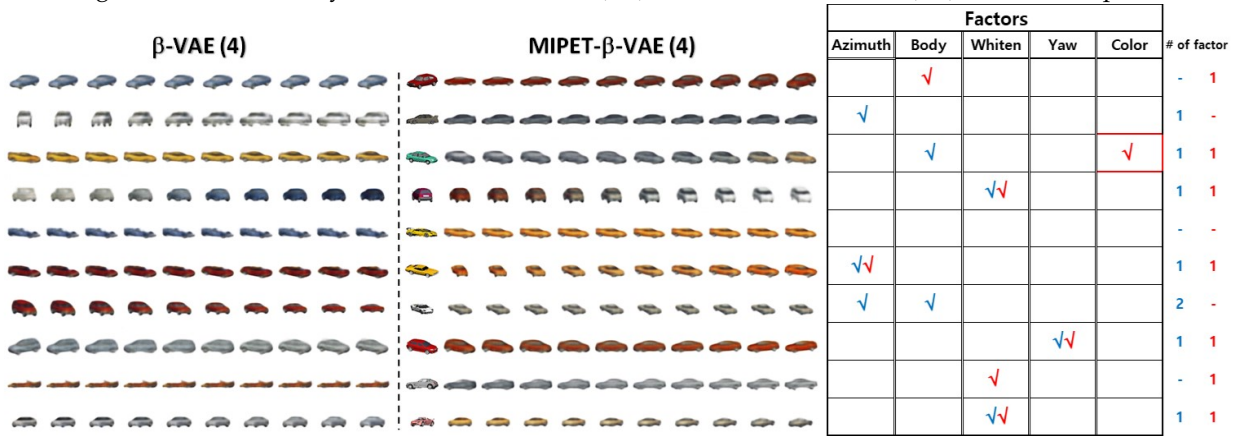 Factors
β-VAE (4)
MIPET-β-VAE (4)
Azimuth Body Whiten Yaw Color # of factor
√ - 1
√ 1 -
√ √ 1 1
√√ 1 1
- -
√√ 1 1
√ √ 2 -
√√ 1 1
√ - 1
√√ 1 1